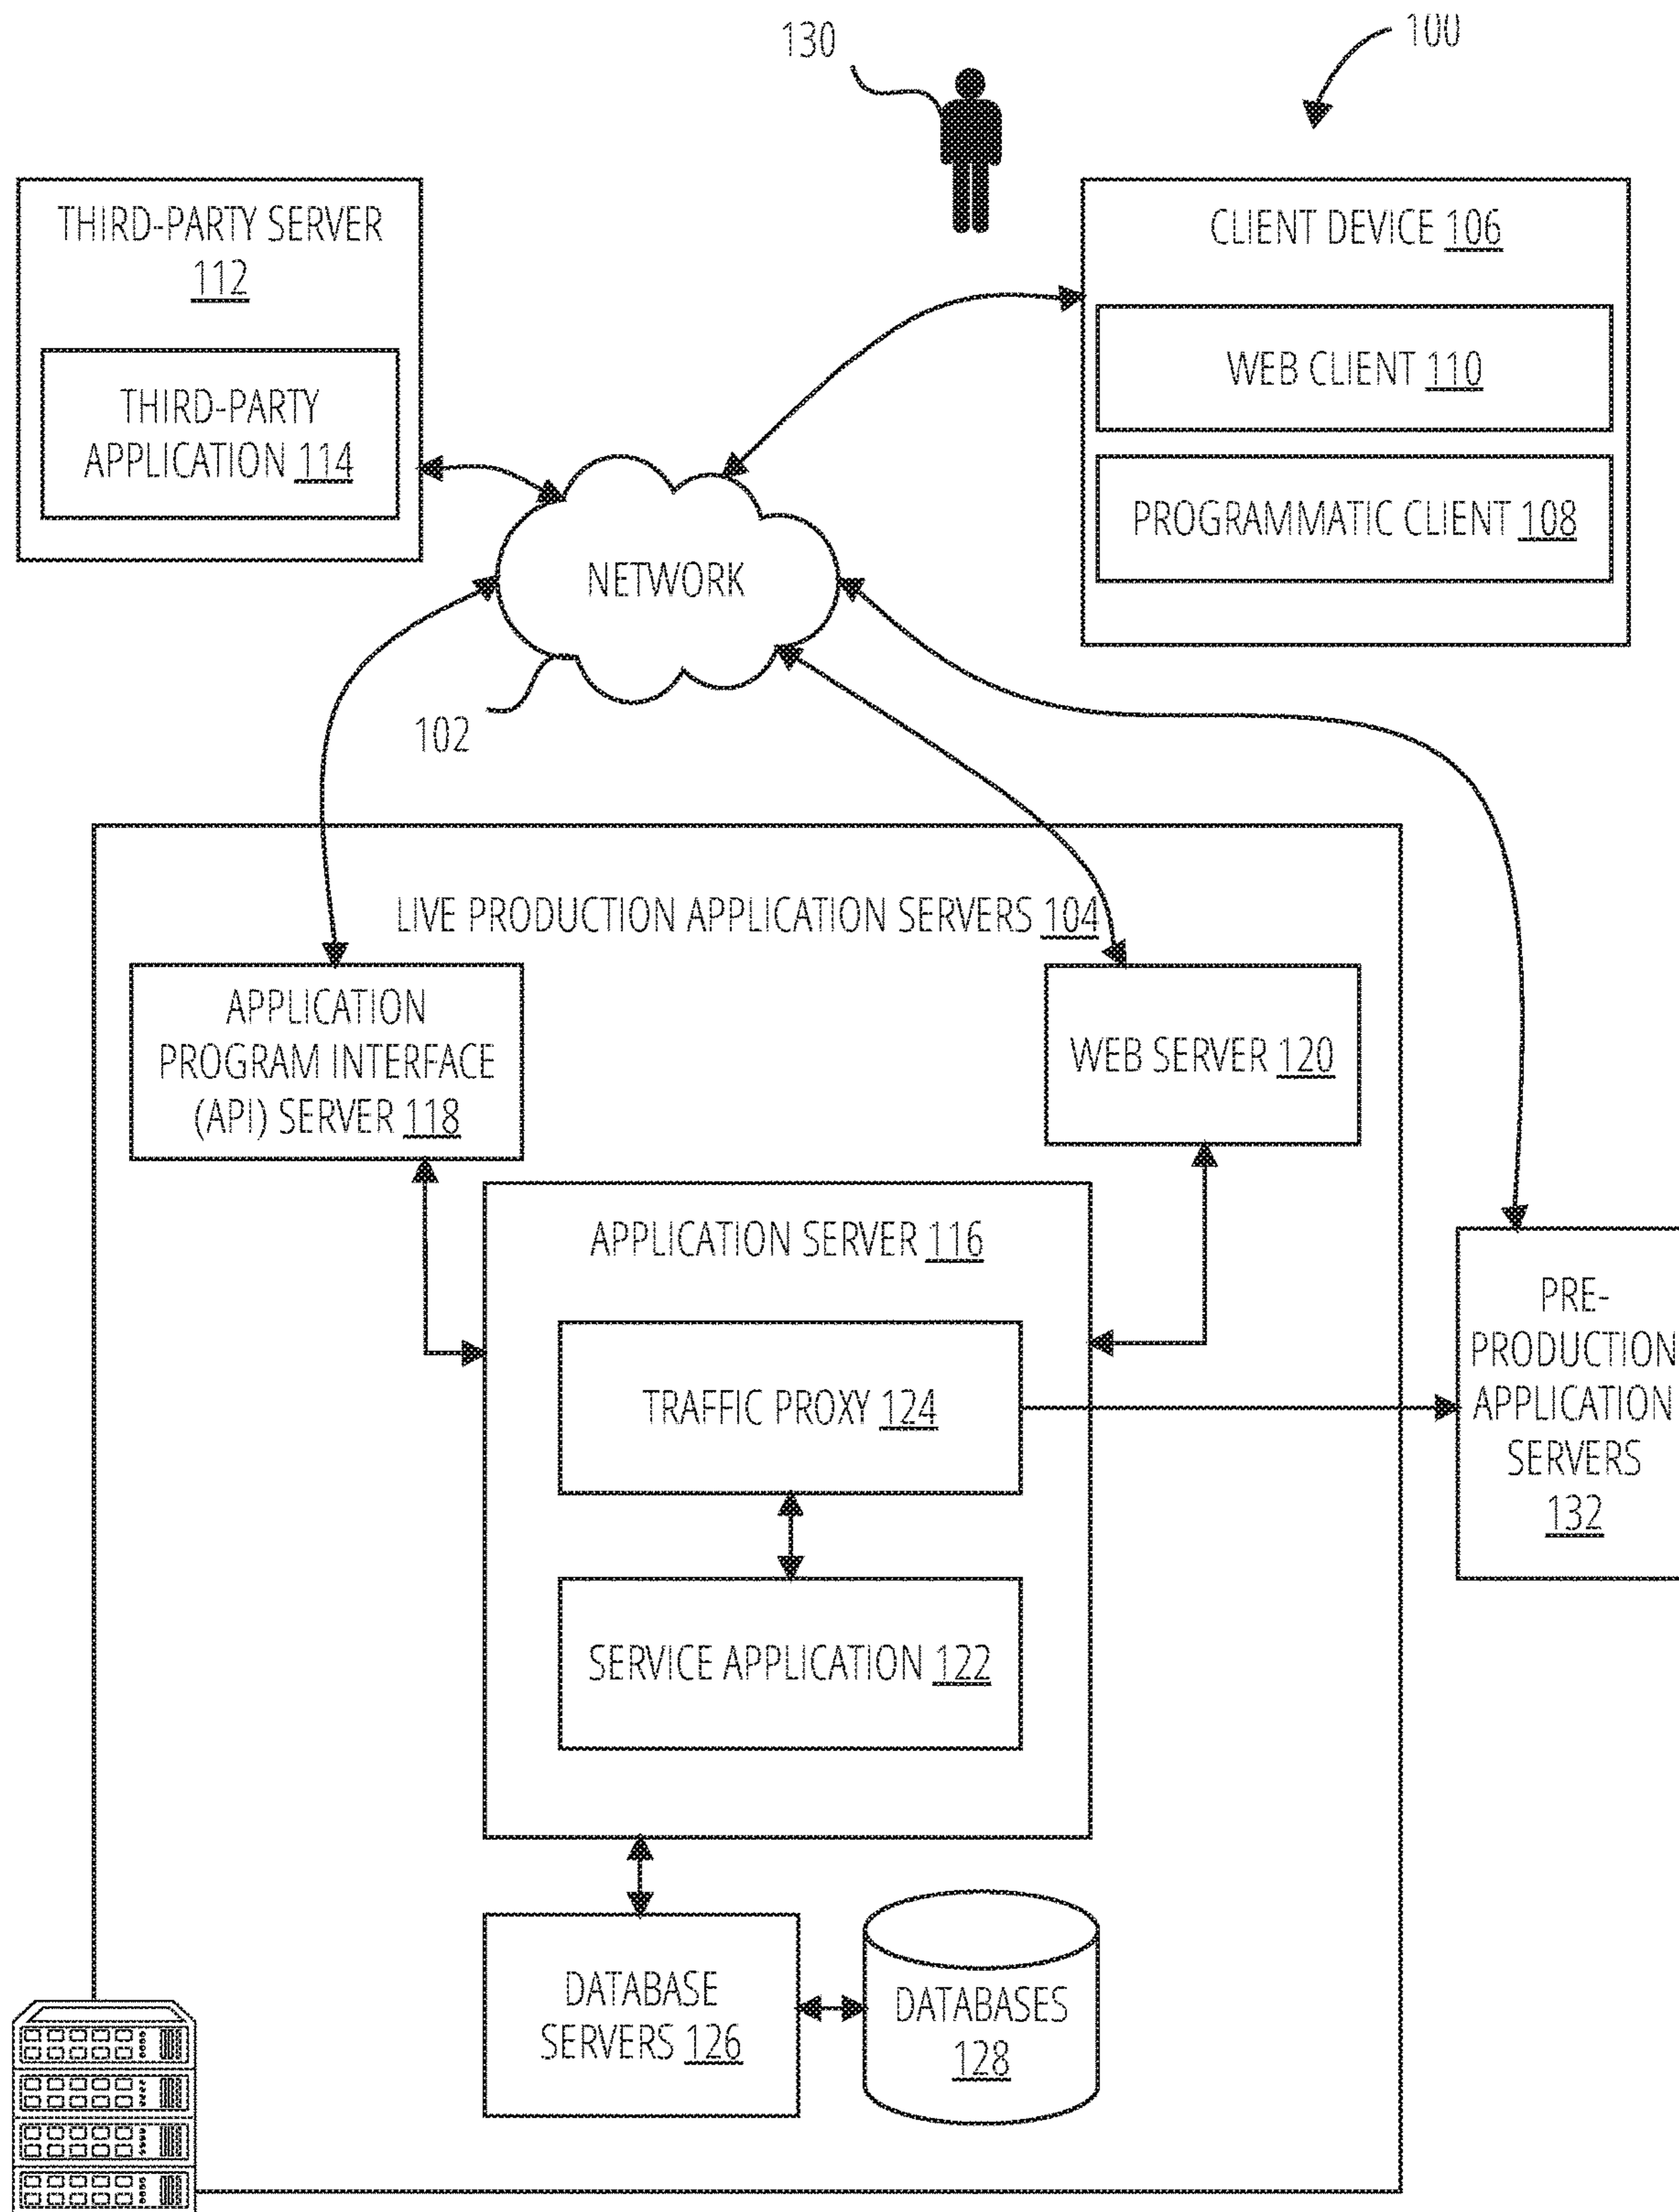 130
100
THIRD-PARTY SERVER
112
THIRD-PARTY
APPLICATION 114
CLIENT DEVICE 106
WEB CLIENT 110
PROGRAMMATIC CLIENT 108
NETWORK
102
LIVE PRODUCTION APPLICATION SERVERS 104
APPLICATION
PROGRAM INTERFACE
(API) SERVER 118
WEB SERVER 120
APPLICATION SERVER 116
TRAFFIC PROXY 124
SERVICE APPLICATION 122
PRE-
PRODUCTION
APPLICATION
SERVERS
132
DATABASE
SERVERS 126
DATABASES
128